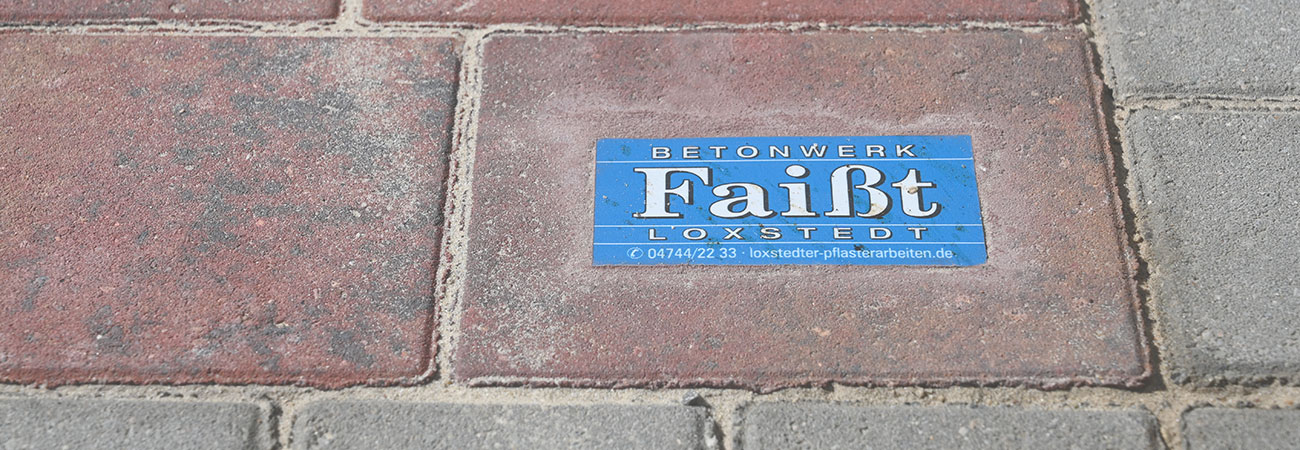 BETONWERK
Faißt
LOXSTEDT
✆ 04744/22 33 · loxstedter-pflasterarbeiten.de